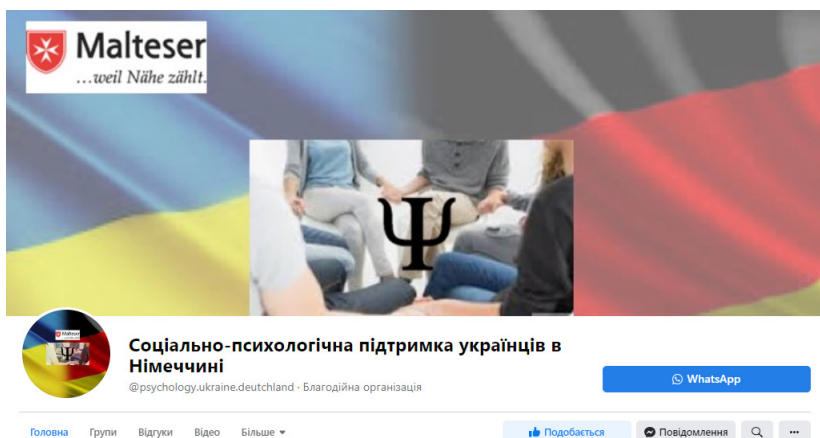 Malteser
...weil Nähe zählt.
Ψ
Соціально-психологічна підтримка українців в
Німеччині
@psychology.ukraine.deutchland · Благодійна організація
WhatsApp
Головна Групи Відгуки Відео Більше
Подобається Повідомлення